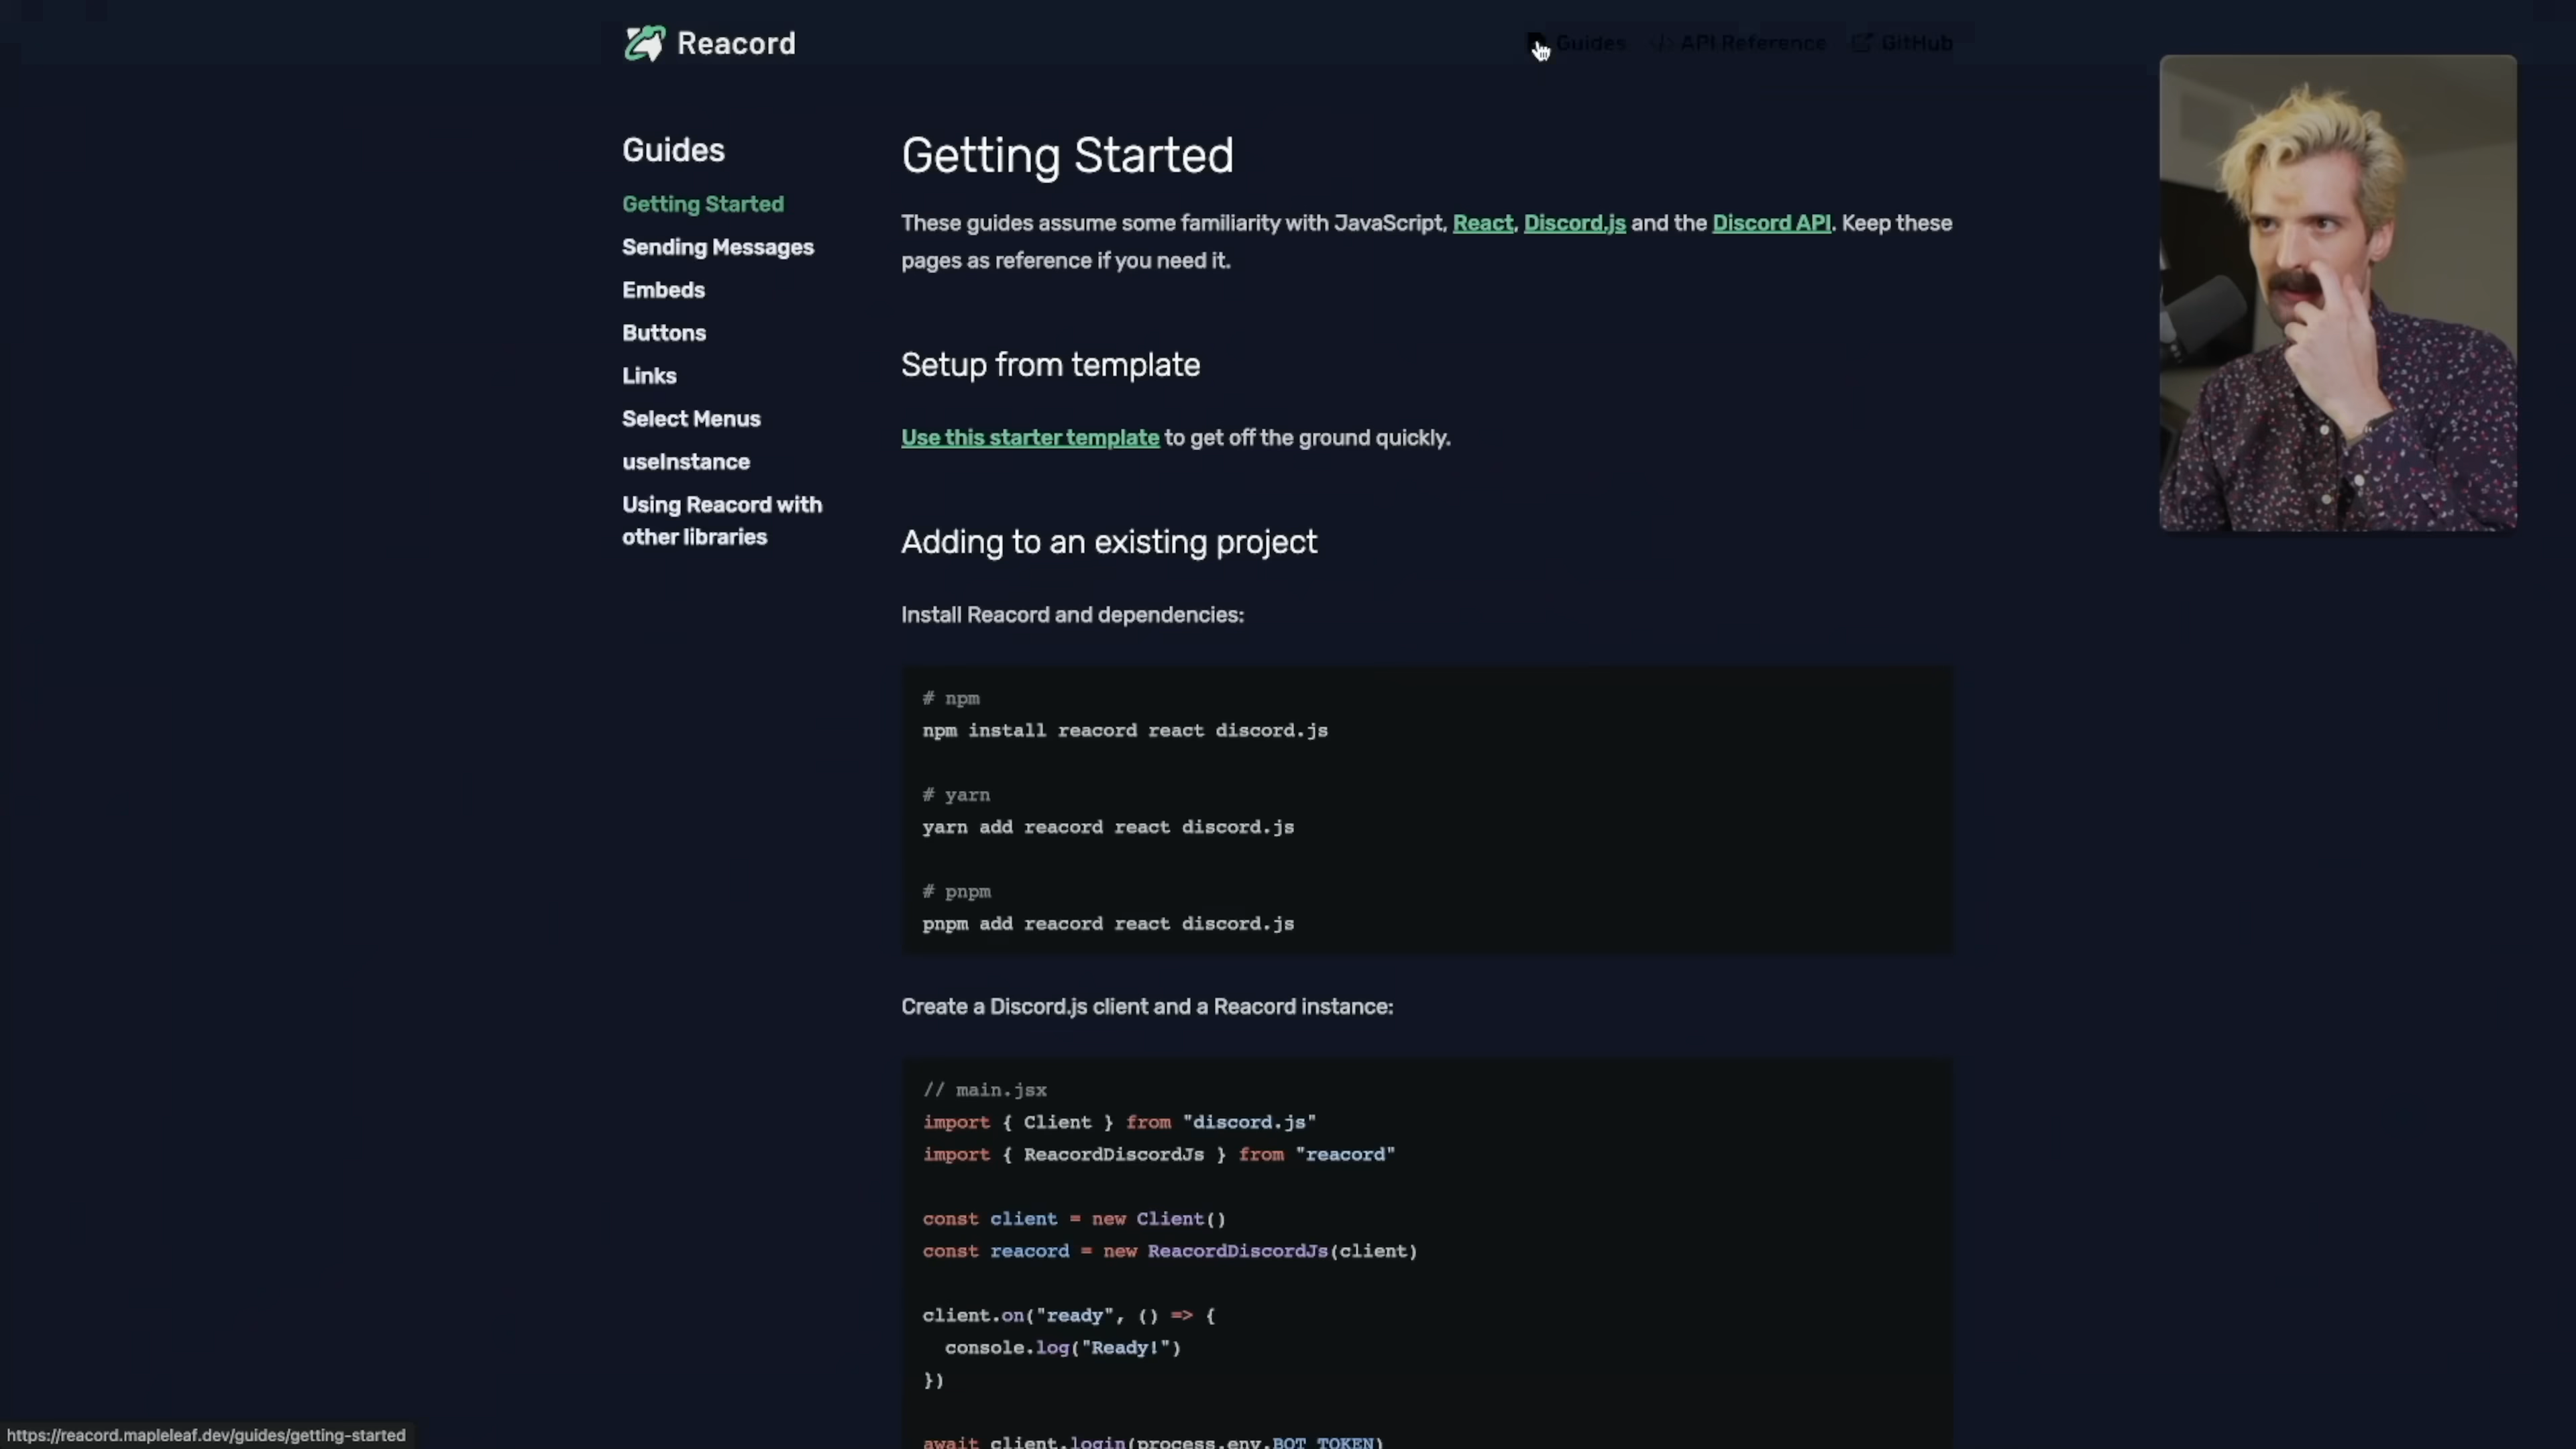 Reacord
Guides
API Reference
GitHub
Guides
Getting Started
Sending Messages
Embeds
Buttons
Links
Select Menus
useInstance
Using Reacord with
other libraries
Getting Started
These guides assume some familiarity with JavaScript, React, Discord.js and the Discord API. Keep these
pages as reference if you need it.
Setup from template
Use this starter template to get off the ground quickly.
Adding to an existing project
Install Reacord and dependencies:
# npm
npm install reacord react discord.js
# yarn
yarn add reacord react discord.js
# pnpm
pnpm add reacord react discord.js
Create a Discord.js client and a Reacord instance:
// main.jsx
import { Client } from "discord.js"
import { ReacordDiscordJs } from "reacord"
const client = new Client()
const reacord = new ReacordDiscordJs(client)
client.on("ready", () => {
console.log("Ready!")
})
await client.login(process.env.BOT_TOKEN)
https://reacord.mapleleaf.dev/guides/getting-started